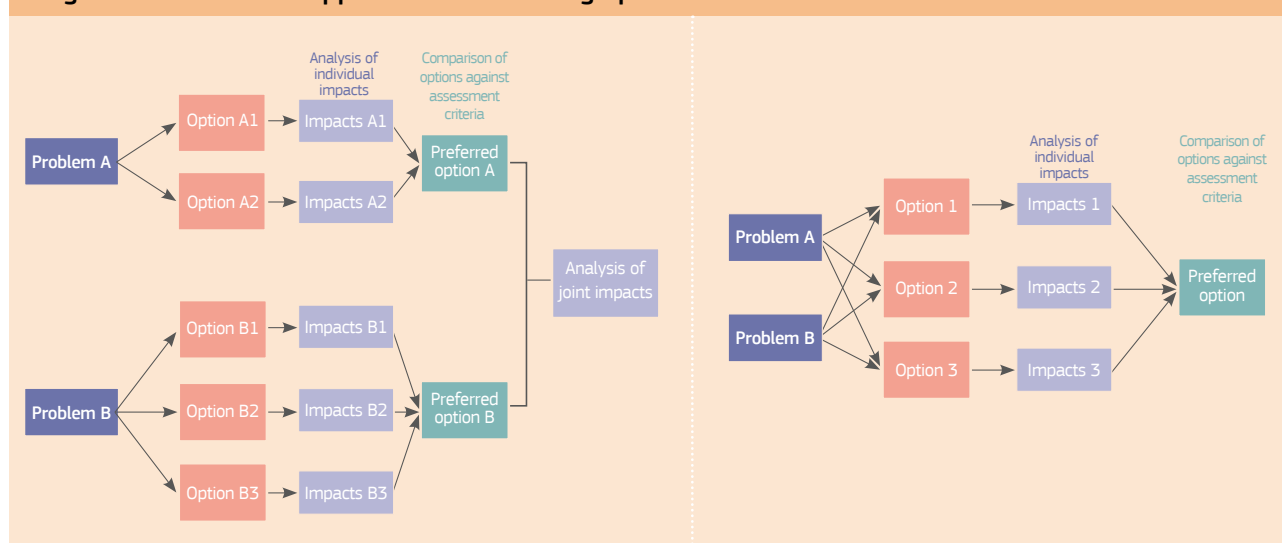 Analysis of
individual
impacts
Comparison of
options against
assessment
criteria
Problem A
Option A1
Impacts A1
Option A2
Impacts A2
Preferred
option A
Problem B
Option B1
Impacts B1
Option B2
Impacts B2
Option B3
Impacts B3
Preferred
option B
Analysis of
joint impacts
Analysis of
individual
impacts
Comparison of
options against
assessment
criteria
Problem A
Problem B
Option 1
Impacts 1
Option 2
Impacts 2
Option 3
Impacts 3
Preferred
option